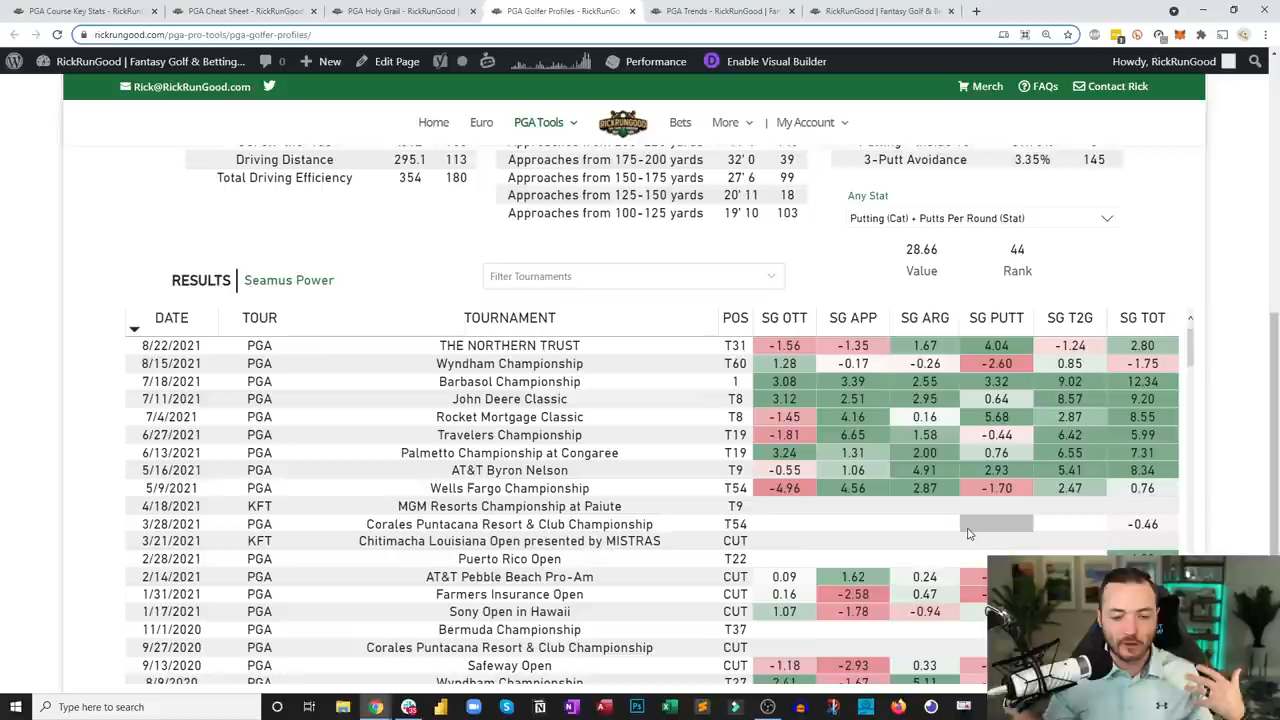 PGA Course Key Stats - RickRunG
PGA Cheat Sheet - RickRunGood
PGA Holy Grail - RickRunGood |
PGA Golfer Profiles - RickRunGo
PGA Trends - RickRunGood | Fan
RickRunGood | Fantasy Golf & Be
rickrungood.com/pga-pro-tools/pga-golfer-profiles/
RickRunGood | Fantasy Golf & Betting... New Edit Page Performance Enable Visual Builder Howdy, RickRunGood
Rick@RickRunGood.com Merch FAQs Contact Rick
Home Euro PGA Tools RICKRUNGOOD Bets More | My Account
Driving Distance 295.1 113
Total Driving Efficiency 354 180
Approaches from 175-200 yards 32' 0 39
Approaches from 150-175 yards 27' 6 99
Approaches from 125-150 yards 20' 11 18
Approaches from 100-125 yards 19' 10 103
3-Putt Avoidance 3.35% 145
Any Stat
Putting (Cat) + Putts Per Round (Stat)
28.66 44
Value Rank
RESULTS | Seamus Power
Filter Tournaments
DATE TOUR TOURNAMENT POS SG OTT SG APP SG ARG SG PUTT SG T2G SG TOT
8/22/2021 PGA THE NORTHERN TRUST T31 -1.56 -1.35 1.67 4.04 -1.24 2.80
8/15/2021 PGA Wyndham Championship T60 1.28 -0.17 -0.26 -2.60 0.85 -1.75
7/18/2021 PGA Barbasol Championship 1 3.08 3.39 2.55 3.32 9.02 12.34
7/11/2021 PGA John Deere Classic T8 3.12 2.51 2.95 0.64 8.57 9.20
7/4/2021 PGA Rocket Mortgage Classic T8 -1.45 4.16 0.16 5.68 2.87 8.55
6/27/2021 PGA Travelers Championship T19 -1.81 6.65 1.58 -0.44 6.42 5.99
6/13/2021 PGA Palmetto Championship at Congaree T19 3.24 1.31 2.00 0.76 6.55 7.31
5/16/2021 PGA AT&T Byron Nelson T9 -0.55 1.06 4.91 2.93 5.41 8.34
5/9/2021 PGA Wells Fargo Championship T54 -4.96 4.56 2.87 -1.70 2.47 0.76
4/18/2021 KFT MGM Resorts Championship at Paiute T9
3/28/2021 PGA Corales Puntacana Resort & Club Championship T54 -0.46
3/21/2021 KFT Chitimacha Louisiana Open presented by MISTRAS CUT
2/28/2021 PGA Puerto Rico Open T22
2/14/2021 PGA AT&T Pebble Beach Pro-Am CUT 0.09 1.62 0.24
1/31/2021 PGA Farmers Insurance Open CUT 0.16 -2.58 0.47
1/17/2021 PGA Sony Open in Hawaii CUT 1.07 -1.78 -0.94
11/1/2020 PGA Bermuda Championship T37
9/27/2020 PGA Corales Puntacana Resort & Club Championship CUT
9/13/2020 PGA Safeway Open CUT -1.18 -2.93 0.33
8/9/2020 PGA Wyndham Championship T27 2.41 -1.67 5.11
Type here to search